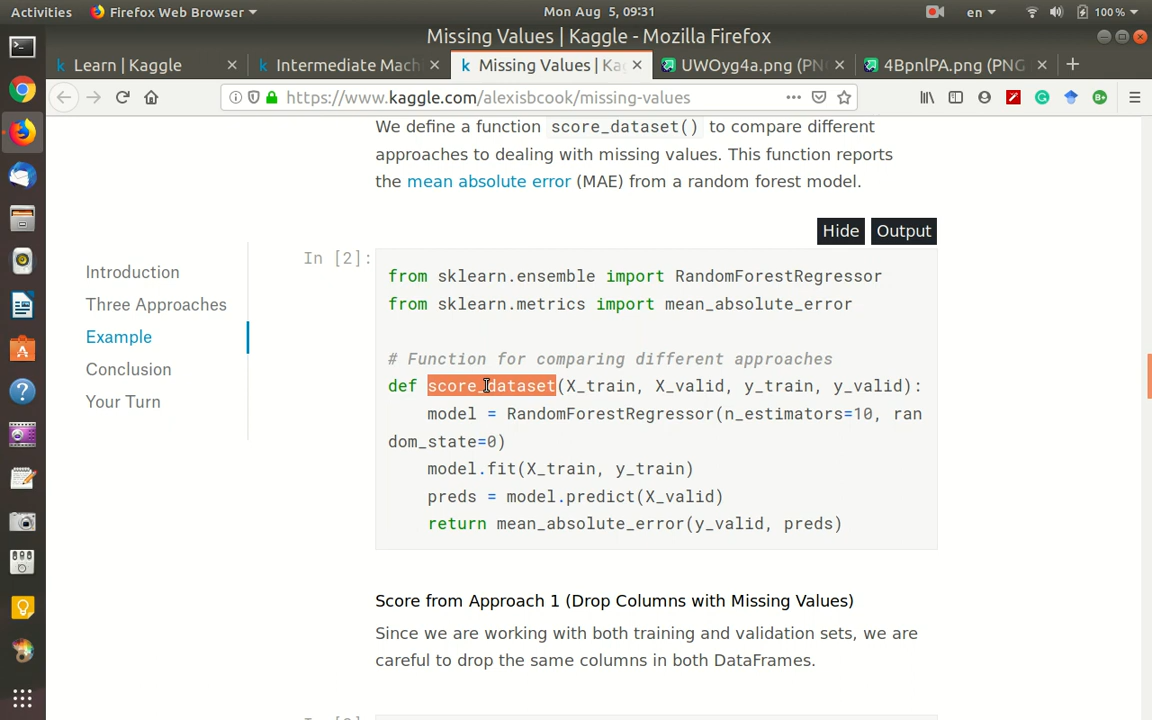 Activities Firefox Web Browser Mon Aug 5, 09:31 en 100%
Missing Values | Kaggle - Mozilla Firefox
k Learn | Kaggle k Intermediate Mach k Missing Values | Ka UWOyg4a.png (PN 4BpnlPA.png (PNG
https://www.kaggle.com/alexisbcook/missing-values
We define a function score_dataset() to compare different
approaches to dealing with missing values. This function reports
the mean absolute error (MAE) from a random forest model.
Hide Output
In [2]:
from sklearn.ensemble import RandomForestRegressor
from sklearn.metrics import mean_absolute_error
# Function for comparing different approaches
def score_dataset(X_train, X_valid, y_train, y_valid):
model = RandomForestRegressor(n_estimators=10, ran
dom_state=0)
model.fit(X_train, y_train)
preds = model.predict(X_valid)
return mean_absolute_error(y_valid, preds)
Introduction
Three Approaches
Example
Conclusion
Your Turn
Score from Approach 1 (Drop Columns with Missing Values)
Since we are working with both training and validation sets, we are
careful to drop the same columns in both DataFrames.